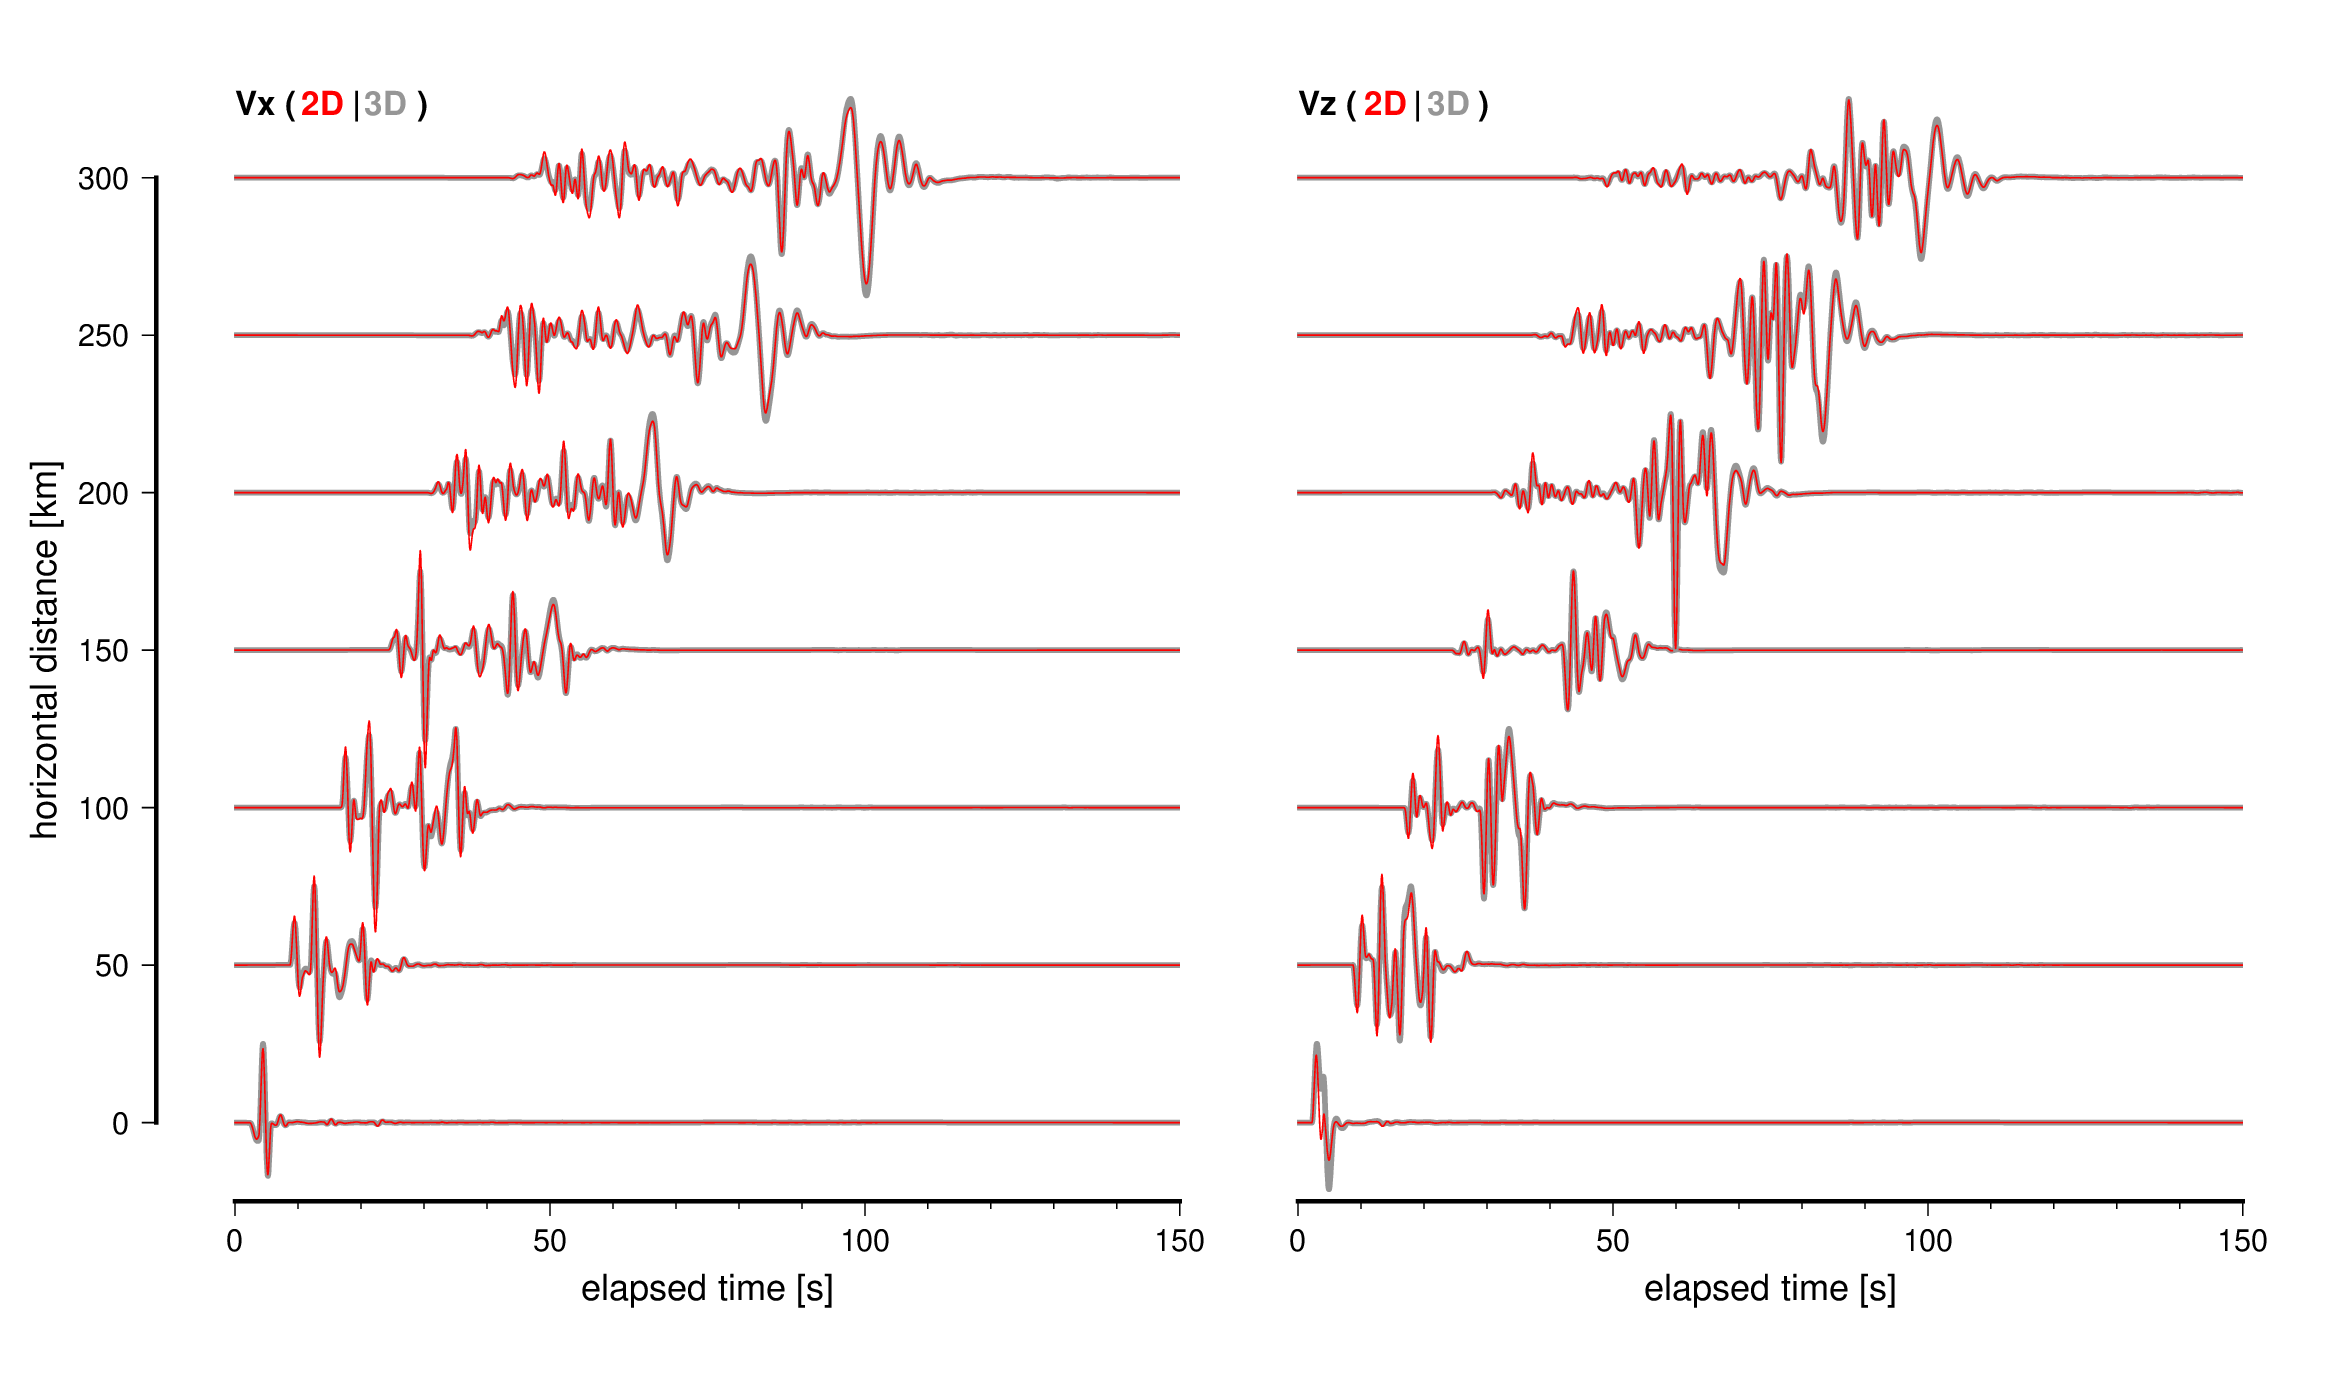 Vx ( 2D | 3D )
Vz ( 2D | 3D )
horizontal distance [km]
300
250
200
150
100
50
0
0 50 100 150
0 50 100 150
elapsed time [s]
elapsed time [s]